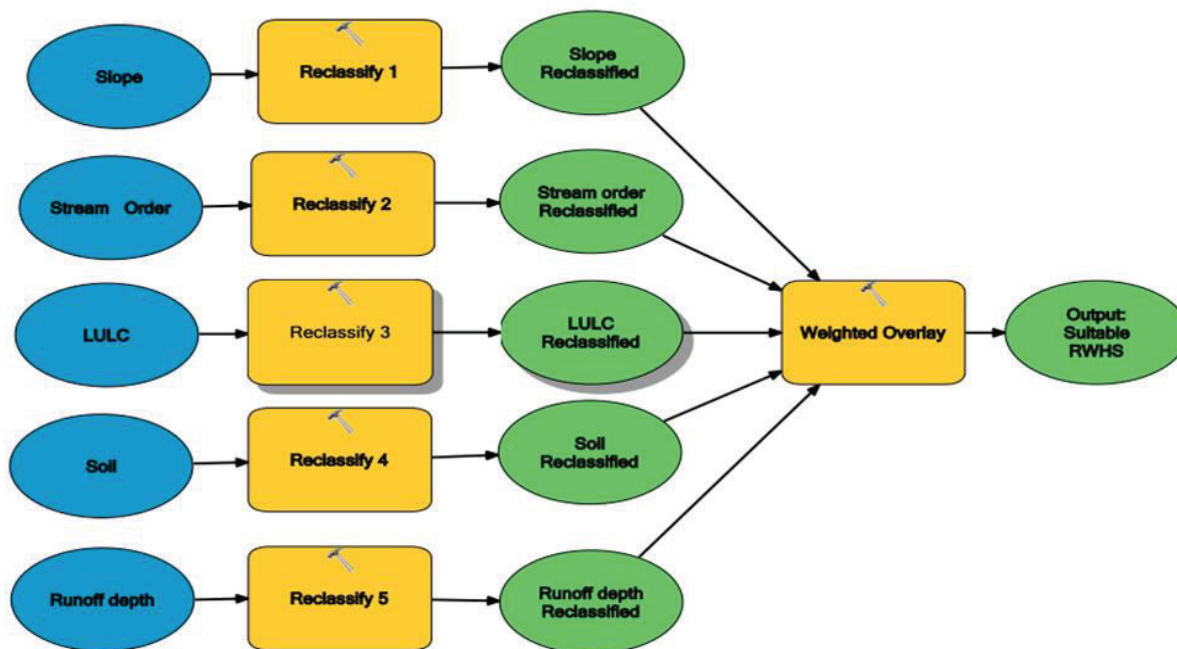 Slope
Reclassify 1
Slope
Reclassified
Stream Order
Reclassify 2
Stream order
Reclassified
LULC
Reclassify 3
LULC
Reclassified
Weighted Overlay
Output:
Suitable
RWHS
Soil
Reclassify 4
Soil
Reclassified
Runoff depth
Reclassify 5
Runoff depth
Reclassified